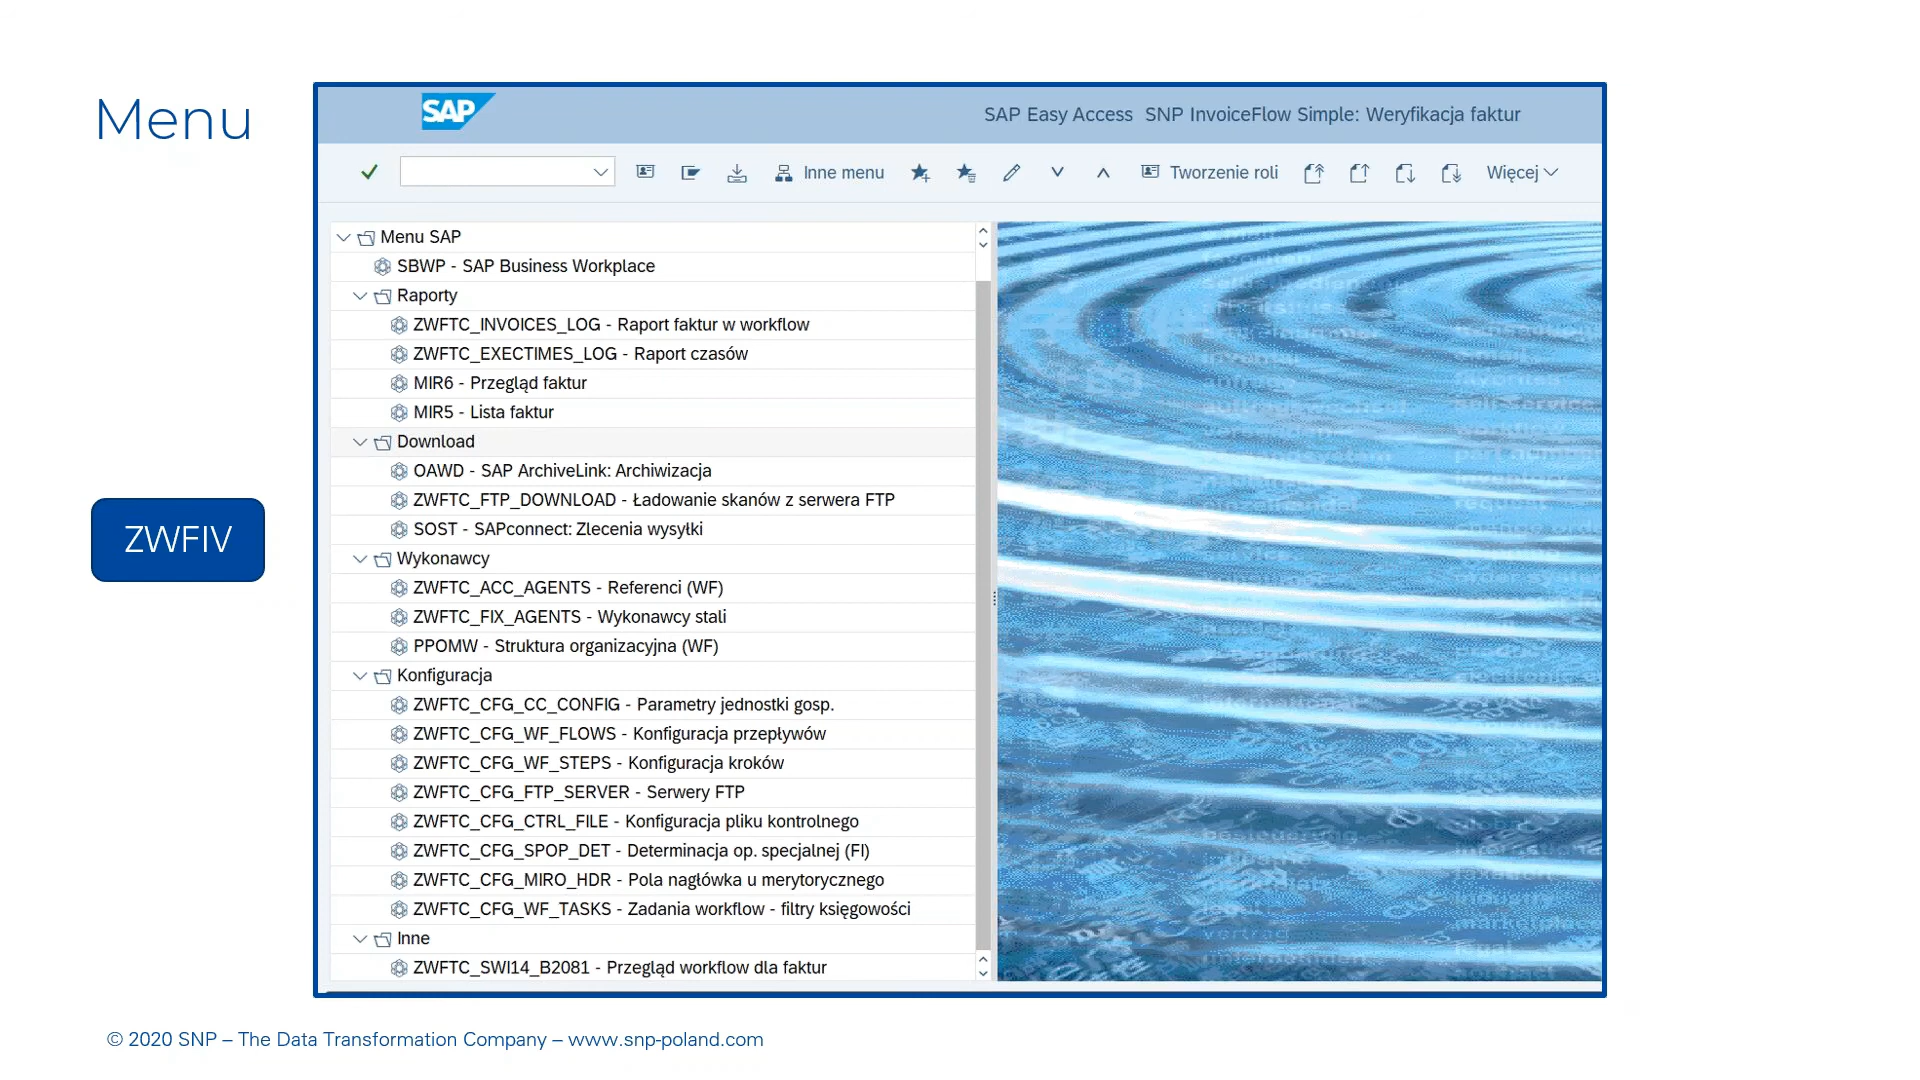 Menu
ZWFIV
SAP
SAP Easy Access SNP InvoiceFlow Simple: Weryfikacja faktur
Inne menu
Tworzenie roli
Więcej
Menu SAP
SBWP - SAP Business Workplace
Raporty
ZWFTC_INVOICES_LOG - Raport faktur w workflow
ZWFTC_EXECTIMES_LOG - Raport czasów
MIR6 - Przegląd faktur
MIR5 - Lista faktur
Download
OAWD - SAP ArchiveLink: Archiwizacja
ZWFTC_FTP_DOWNLOAD - Ładowanie skanów z serwera FTP
SOST - SAPconnect: Zlecenia wysyłki
Wykonawcy
ZWFTC_ACC_AGENTS - Referenci (WF)
ZWFTC_FIX_AGENTS - Wykonawcy stali
PPOMW - Struktura organizacyjna (WF)
Konfiguracja
ZWFTC_CFG_CC_CONFIG - Parametry jednostki gosp.
ZWFTC_CFG_WF_FLOWS - Konfiguracja przepływów
ZWFTC_CFG_WF_STEPS - Konfiguracja kroków
ZWFTC_CFG_FTP_SERVER - Serwery FTP
ZWFTC_CFG_CTRL_FILE - Konfiguracja pliku kontrolnego
ZWFTC_CFG_SPOP_DET - Determinacja op. specjalnej (FI)
ZWFTC_CFG_MIRO_HDR - Pola nagłówka u merytorycznego
ZWFTC_CFG_WF_TASKS - Zadania workflow - filtry księgowości
Inne
ZWFTC_SWI14_B2081 - Przegląd workflow dla faktur
© 2020 SNP – The Data Transformation Company – www.snp-poland.com